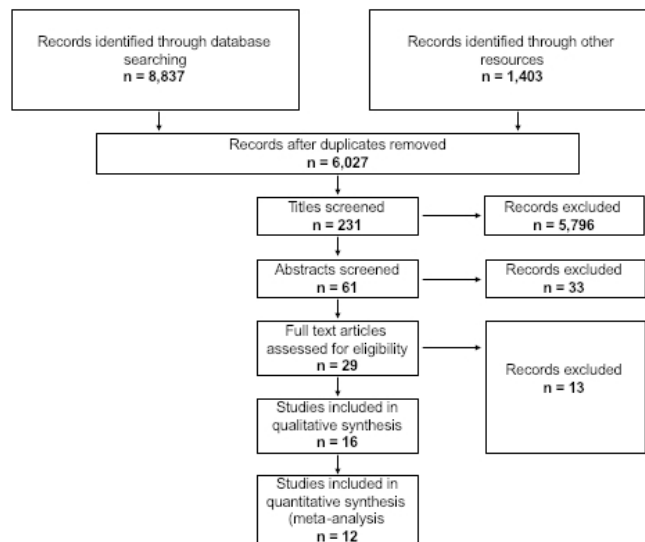 Records identified through database
searching
n = 8,837
Records identified through other
resources
n = 1,403
Records after duplicates removed
n = 6,027
Titles screened
n = 231
Records excluded
n = 5,796
Abstracts screened
n = 61
Records excluded
n = 33
Full text articles
assessed for eligibility
n = 29
Records excluded
n = 13
Studies included in
qualitative synthesis
n = 16
Studies included in
quantitative synthesis
(meta-analysis
n = 12